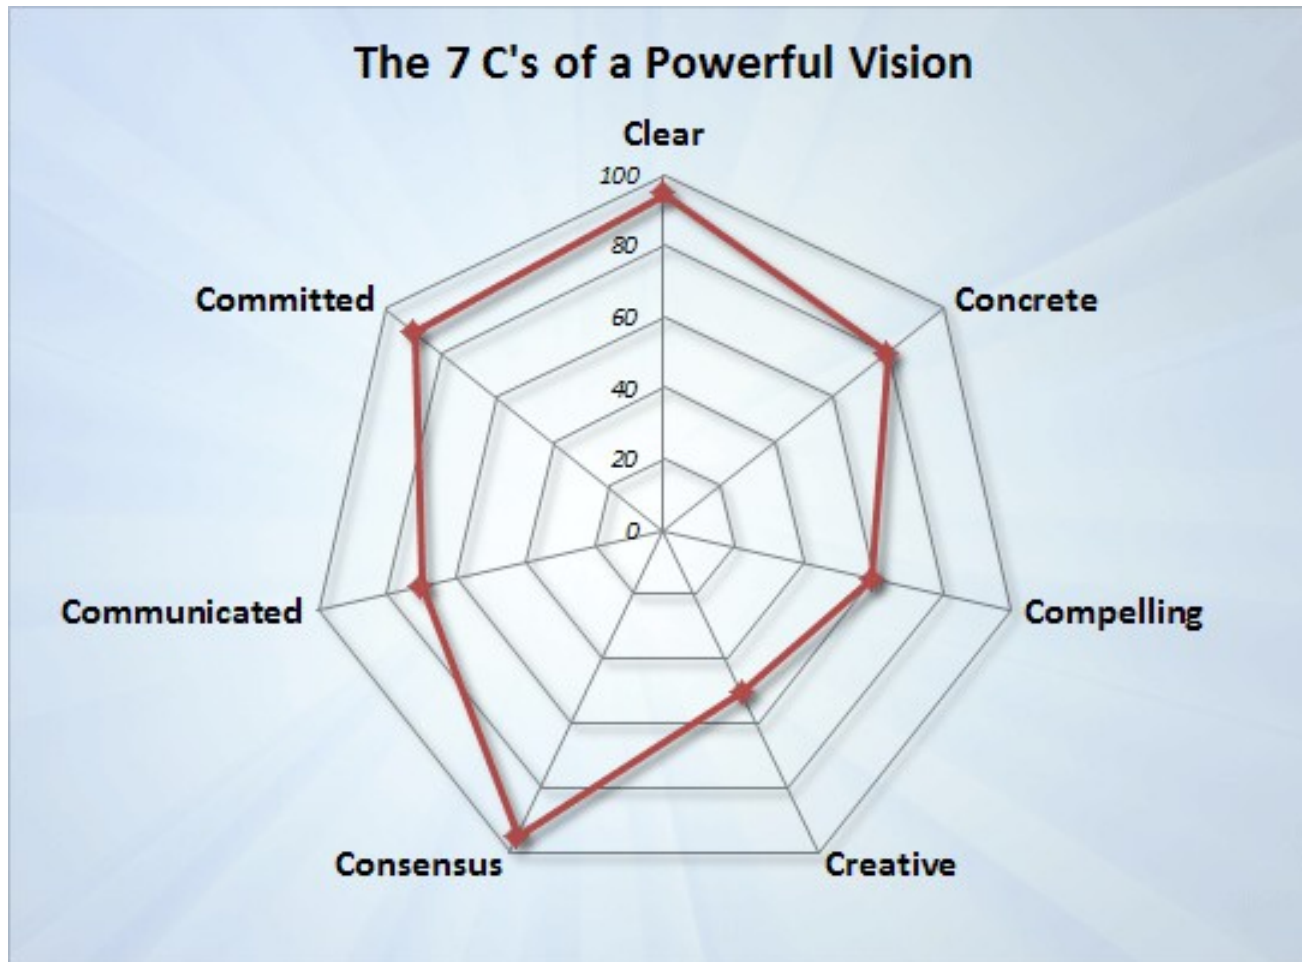 The 7 C's of a Powerful Vision
Clear
100
80
Committed
Concrete
60
40
20
0
Communicated
Compelling
Consensus
Creative